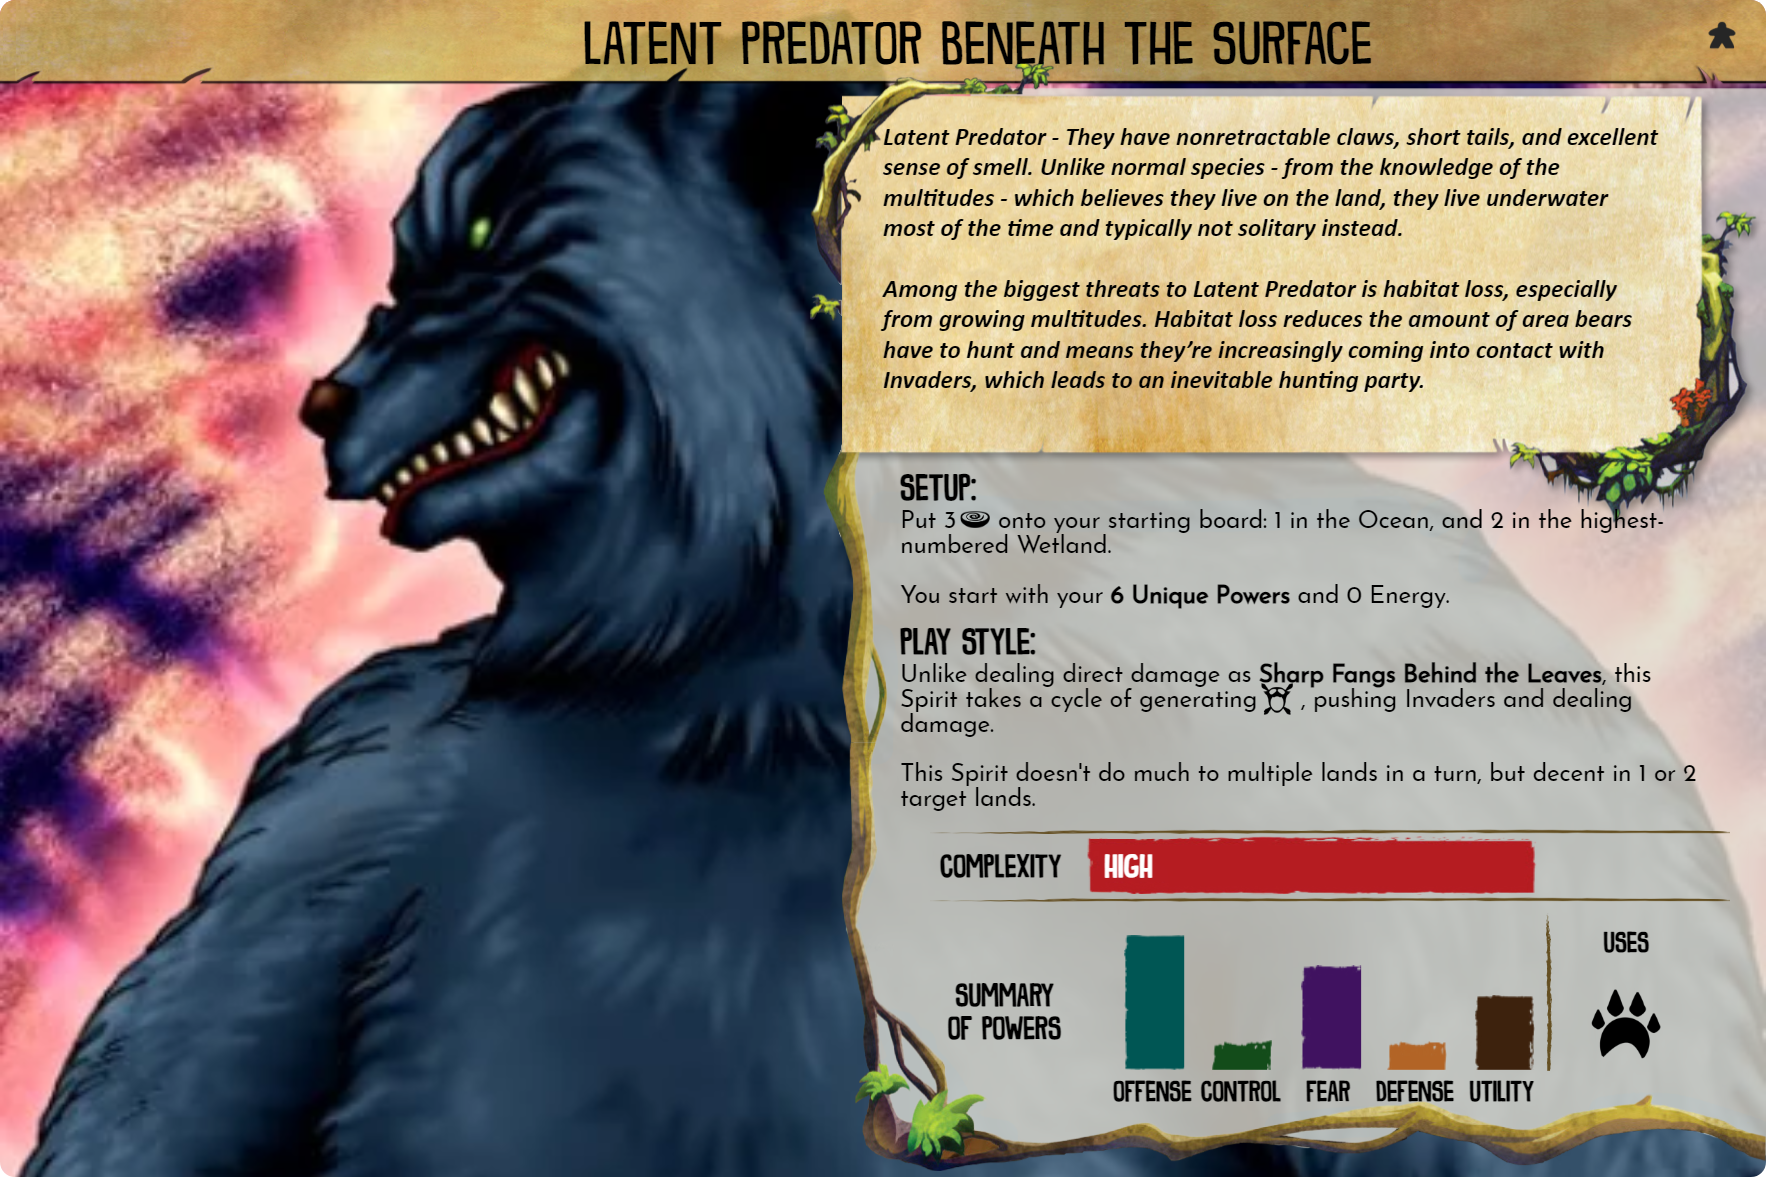 LATENT PREDATOR BENEATH THE SURFACE
Latent Predator - They have nonretractable claws, short tails, and excellent
sense of smell. Unlike normal species - from the knowledge of the
multitudes - which believes they live on the land, they live underwater
most of the time and typically not solitary instead.
Among the biggest threats to Latent Predator is habitat loss, especially
from growing multitudes. Habitat loss reduces the amount of area bears
have to hunt and means they’re increasingly coming into contact with
Invaders, which leads to an inevitable hunting party.
SETUP:
Put 3 onto your starting board: 1 in the Ocean, and 2 in the highest-
numbered Wetland.
You start with your 6 Unique Powers and 0 Energy.
PLAY STYLE:
Unlike dealing direct damage as Sharp Fangs Behind the Leaves, this
Spirit takes a cycle of generating , pushing Invaders and dealing
damage.
This Spirit doesn't do much to multiple lands in a turn, but decent in 1 or 2
target lands.
COMPLEXITY HIGH
USES
SUMMARY
OF POWERS
OFFENSE CONTROL FEAR DEFENSE UTILITY